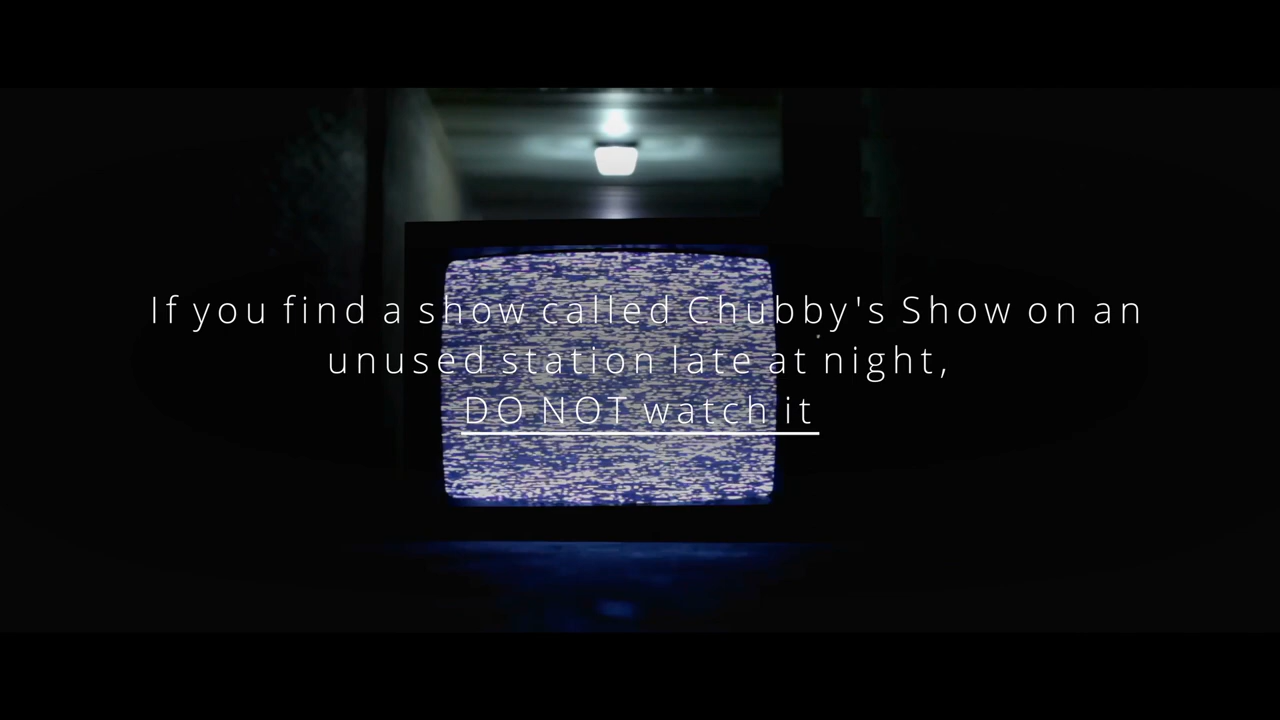 If you find a show called Chubby's Show on an
unused station late at night,
DO NOT watch it